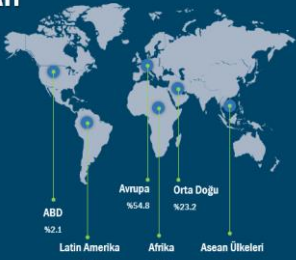 Avrupa
Orta Doğu
%54.8
%23.2
ABD
%2.1
Latin Amerika
Afrika
Asean Ülkeleri